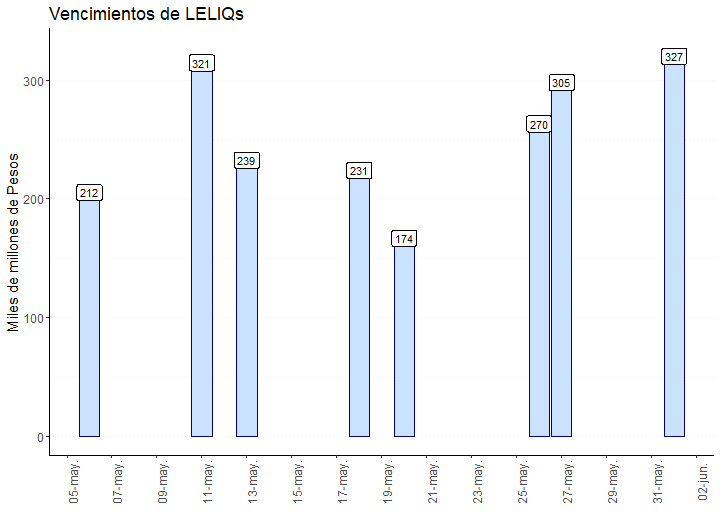 Vencimientos de LELIQs
Miles de millones de Pesos
300
200
100
0
212
321
239
231
174
270
305
327
05-may.
07-may.
09-may.
11-may.
13-may.
15-may.
17-may.
19-may.
21-may.
23-may.
25-may.
27-may.
29-may.
31-may.
02-jun.